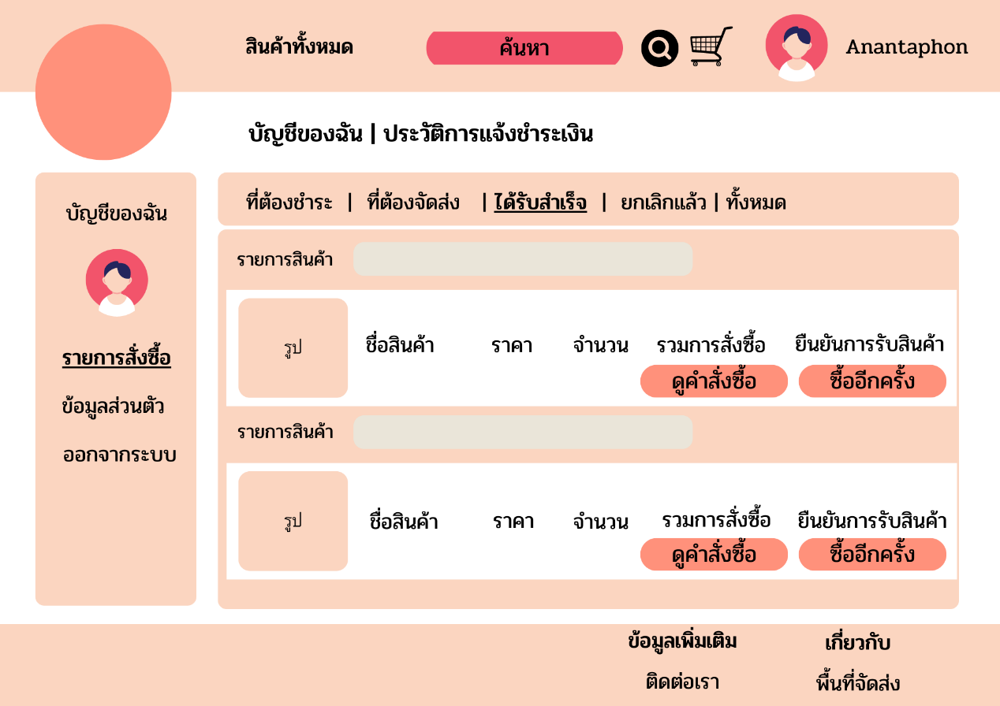 สินค้าทั้งหมด ค้นหา Anantaphon
บัญชีของฉัน | ประวัติการแจ้งชำระเงิน
บัญชีของฉัน
รายการสั่งซื้อ
ข้อมูลส่วนตัว
ออกจากระบบ
ที่ต้องชำระ | ที่ต้องจัดส่ง | ได้รับสำเร็จ | ยกเลิกแล้ว | ทั้งหมด
รายการสินค้า
รูป ชื่อสินค้า ราคา จำนวน รวมการสั่งซื้อ ยืนยันการรับสินค้า
ดูคำสั่งซื้อ ซื้ออีกครั้ง
รายการสินค้า
รูป ชื่อสินค้า ราคา จำนวน รวมการสั่งซื้อ ยืนยันการรับสินค้า
ดูคำสั่งซื้อ ซื้ออีกครั้ง
ข้อมูลเพิ่มเติม เกี่ยวกับ
ติดต่อเรา พื้นที่จัดส่ง